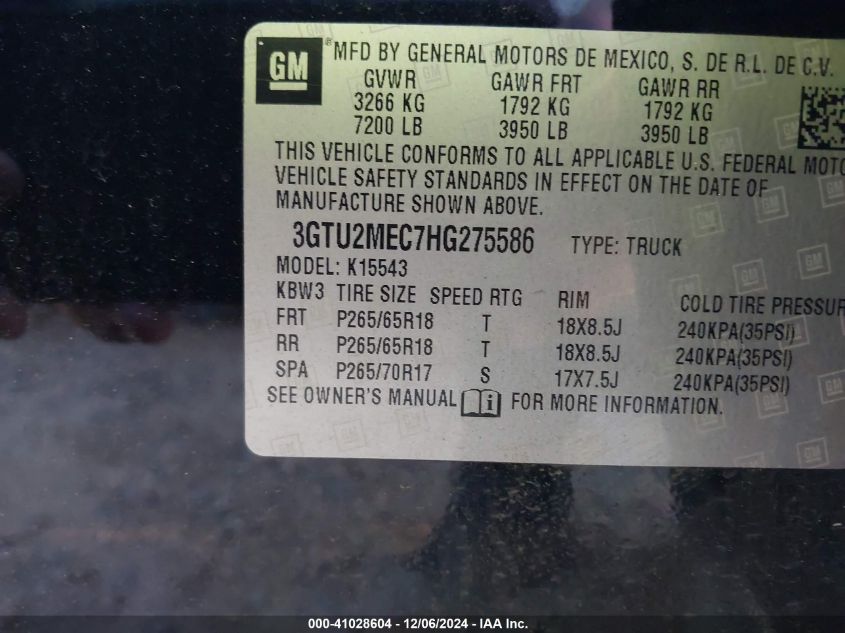 GM ® MFD BY GENERAL MOTORS DE MEXICO, S. DE R.L. DE C.V.
GVWR GAWR FRT GAWR RR
3266 KG 1792 KG 1792 KG
7200 LB 3950 LB 3950 LB
THIS VEHICLE CONFORMS TO ALL APPLICABLE U.S. FEDERAL MOTO
VEHICLE SAFETY STANDARDS IN EFFECT ON THE DATE OF
MANUFACTURE SHOWN ABOVE.
3GTU2MEC7HG275586 TYPE: TRUCK
MODEL: K15543
KBW3 TIRE SIZE SPEED RTG RIM COLD TIRE PRESSUR
FRT P265/65R18 T 18X8.5J 240KPA(35PSI)
RR P265/65R18 T 18X8.5J 240KPA(35PSI)
SPA P265/70R17 S 17X7.5J 240KPA(35PSI)
SEE OWNER'S MANUAL i FOR MORE INFORMATION.
000-41028604 - 12/06/2024 - IAA Inc.